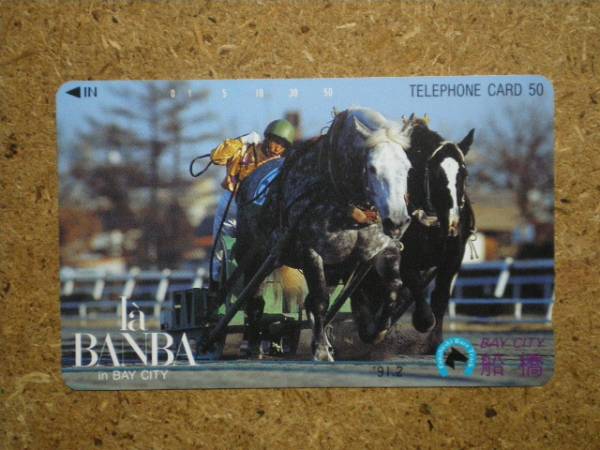 ◀IN
0 1 5 10 30 50
TELEPHONE CARD 50
là
BANBA
in BAY CITY
'91.2
BAY CITY
船橋